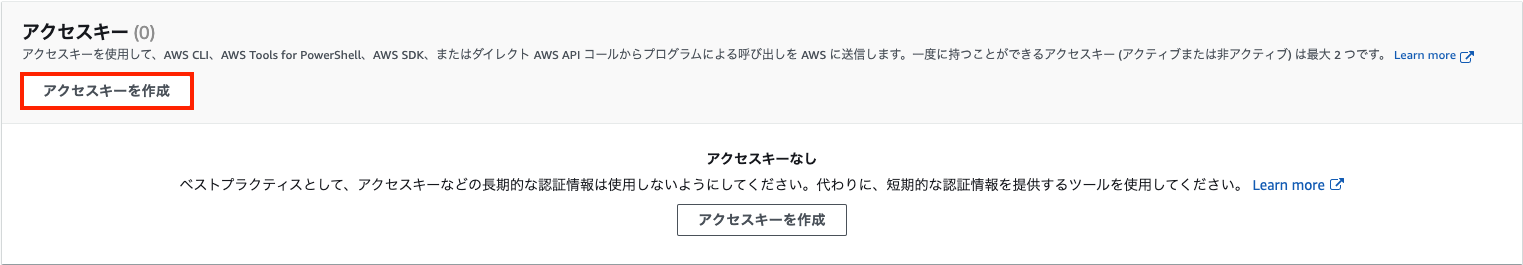 アクセスキー (0)
アクセスキーを使用して、AWS CLI、AWS Tools for PowerShell、AWS SDK、またはダイレクト AWS API コールからプログラムによる呼び出しを AWS に送信します。一度に持つことができるアクセスキー (アクティブまたは非アクティブ) は最大 2 つです。 Learn more
アクセスキーを作成
アクセスキーなし
ベストプラクティスとして、アクセスキーなどの長期的な認証情報は使用しないようにしてください。代わりに、短期的な認証情報を提供するツールを使用してください。 Learn more
アクセスキーを作成